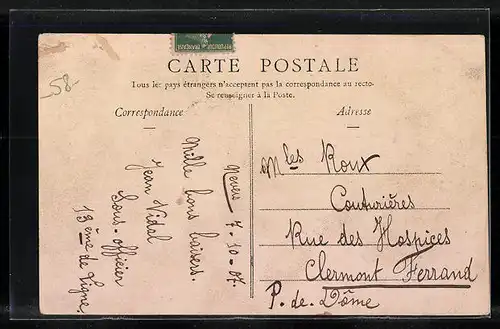 58
CARTE POSTALE
Tous les pays étrangers n'acceptent pas la correspondance au recto-
Se renseigner à la Poste.
Correspondance
Adresse
Nevers 7-10-07.
Mille bons baisers.
Jean Vidal
Sous-officier
13ème de Ligne
Mles Roux
Couturières
Rue des Hospices
Clermont Ferrand
P. de Dôme